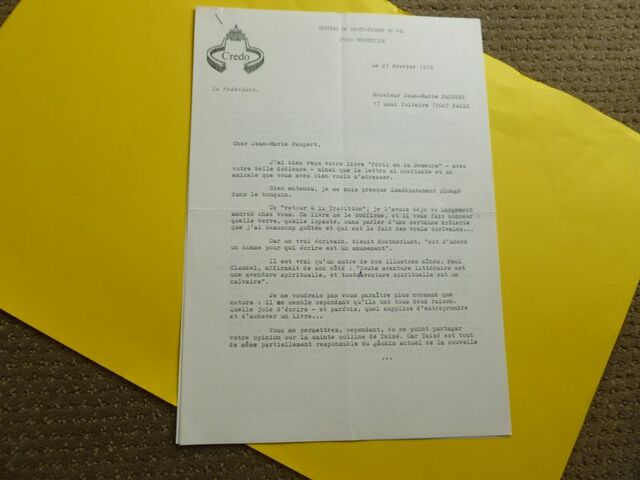 CHATEAU DE SAINT-PIERRE DU VAL
27210 BEUZEVILLE
Credo
Le 27 Février 1979
Le Président.
Monsieur Jean-Marie PAUPERT
17 Quai Voltaire 75007 PARIS
Cher Jean-Marie Paupert,
J'ai bien reçu votre livre "Péril en la Demeure" - avec
votre belle dédicace - ainsi que la lettre si confiante et si
amicale que vous avez bien voulu m'adresser.
Bien entendu, je me suis presque immédiatement plongé
dans le bouquin.
Ce "retour à la Tradition", je l'avais déjà vu largement
amorcé chez vous. Ce livre me le confirme, et il vous fait honneur :
quelle verve, quelle loyauté, sans parler d'une certaine drôlerie
que j'ai beaucoup goûtée et qui est le fait des vrais écrivains...
Car un vrai écrivain, disait Montherlant, "est d'abord
un homme pour qui écrire est un amusement".
Il est vrai qu'un autre de nos illustres aînés, Paul
Claudel, affirmait de son côté : "Toute aventure littéraire est
une aventure spirituelle, et toute aventure spirituelle est un
calvaire".
Je ne voudrais pas vous paraître plus normand que
nature : il me semble cependant qu'ils ont tous deux raison.
Quelle joie d'écrire - et parfois, quel supplice d'entreprendre
et d'achever un livre...
Vous me permettrez, cependant, de ne point partager
votre opinion sur la sainte colline de Taizé. Car Taizé est tout
de même partiellement responsable du gâchis actuel de la nouvelle
...